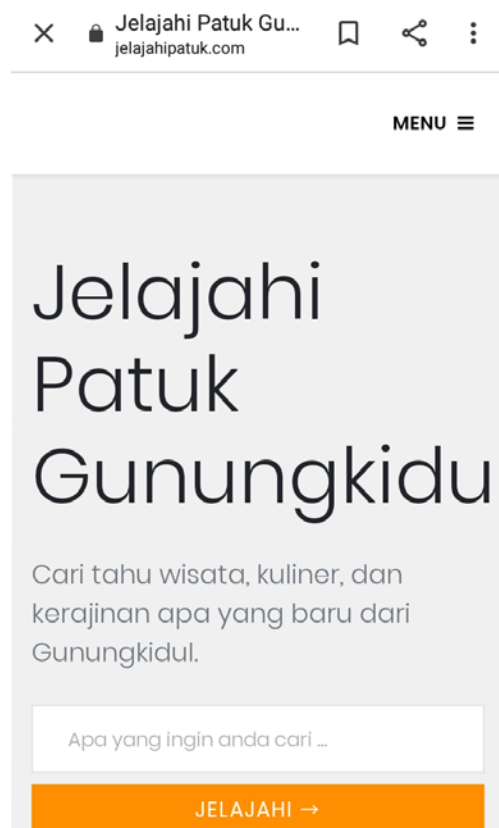 Jelajahi Patuk Gu...
jelajahipatuk.com
MENU
Jelajahi
Patuk
Gunungkidu
Cari tahu wisata, kuliner, dan
kerajinan apa yang baru dari
Gunungkidul.
Apa yang ingin anda cari ...
JELAJAHI →